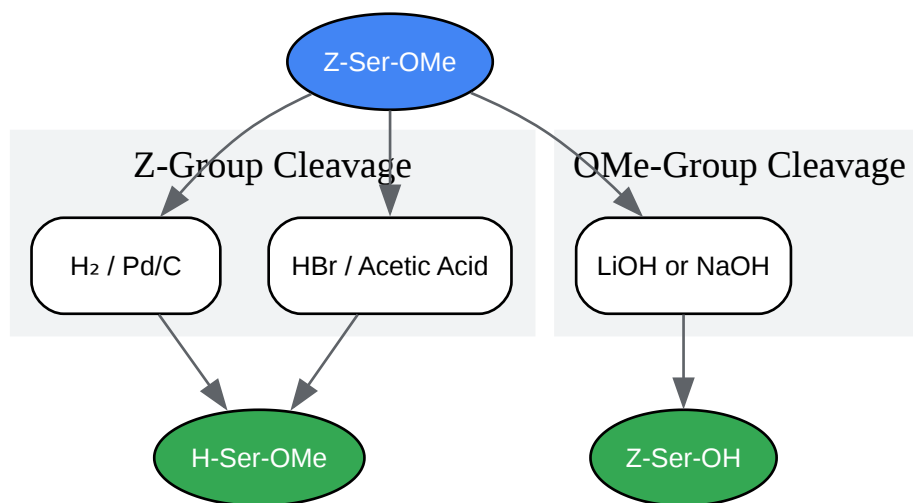 Z-Ser-OMe
Z-Group Cleavage
OMe-Group Cleavage
H₂ / Pd/C
HBr / Acetic Acid
LiOH or NaOH
H-Ser-OMe
Z-Ser-OH